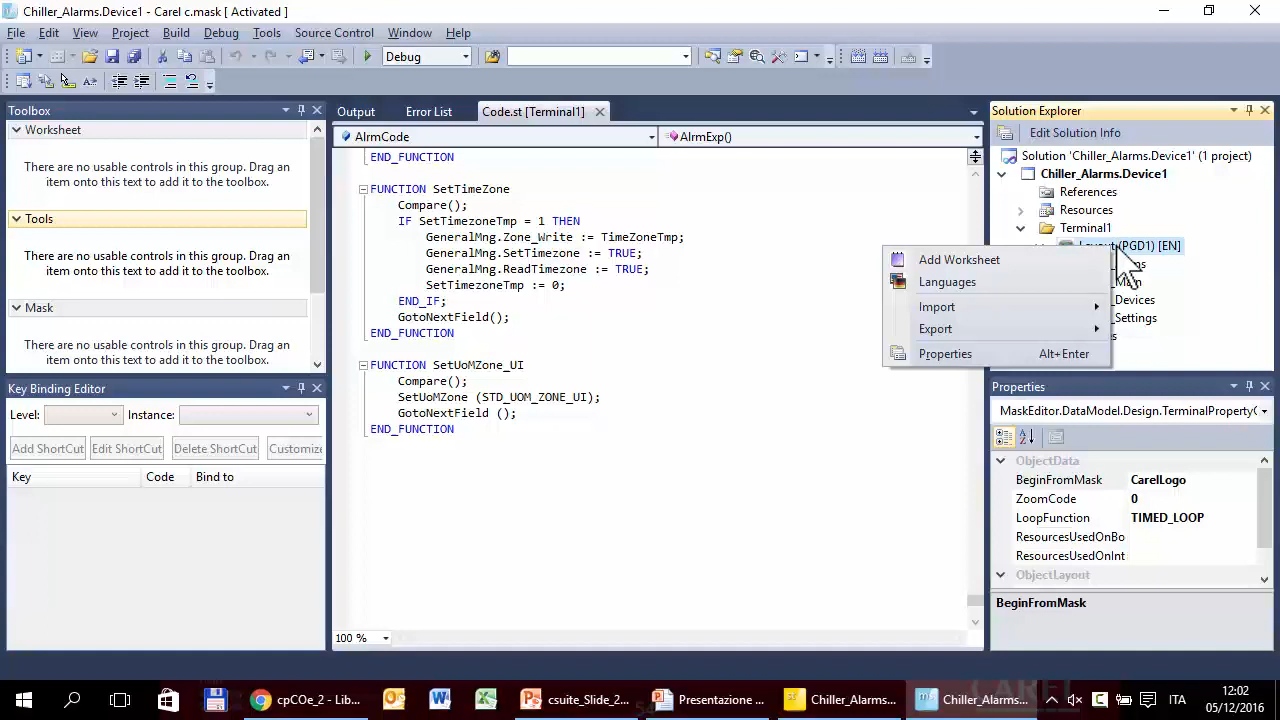 Chiller_Alarms.Device1 - Carel c.mask [ Activated ]
File Edit View Project Build Debug Tools Source Control Window Help
Debug
Toolbox
Worksheet
There are no usable controls in this group. Drag an
item onto this text to add it to the toolbox.
Tools
There are no usable controls in this group. Drag an
item onto this text to add it to the toolbox.
Mask
There are no usable controls in this group. Drag an
item onto this text to add it to the toolbox.
Key Binding Editor
Level: Instance:
Add ShortCut Edit ShortCut Delete ShortCut Customize
Key Code Bind to
Output Error List Code.st [Terminal1]
AlrmCode AlrmExp()
END_FUNCTION
FUNCTION SetTimeZone
Compare();
IF SetTimezoneTmp = 1 THEN
GeneralMng.Zone_Write := TimeZoneTmp;
GeneralMng.SetTimezone := TRUE;
GeneralMng.ReadTimezone := TRUE;
SetTimezoneTmp := 0;
END_IF;
GotoNextField();
END_FUNCTION
FUNCTION SetUoMZone_UI
Compare();
SetUoMZone (STD_UOM_ZONE_UI);
GotoNextField ();
END_FUNCTION
100 %
Solution Explorer
Edit Solution Info
Solution 'Chiller_Alarms.Device1' (1 project)
Chiller_Alarms.Device1
References
Resources
Terminal1
(PGD1) [EN]
_Devices
_Settings
Add Worksheet
Languages
Import
Export
Properties Alt+Enter
Properties
MaskEditor.DataModel.Design.TerminalPropertyC
ObjectData
BeginFromMask CarelLogo
ZoomCode 0
LoopFunction TIMED_LOOP
ResourcesUsedOnBo
ResourcesUsedOnInt
ObjectLayout
BeginFromMask
cpCOe_2 - Lib... csuite_Slide_2... Presentazione ... Chiller_Alarms... Chiller_Alarms... ITA
12:02
05/12/2016